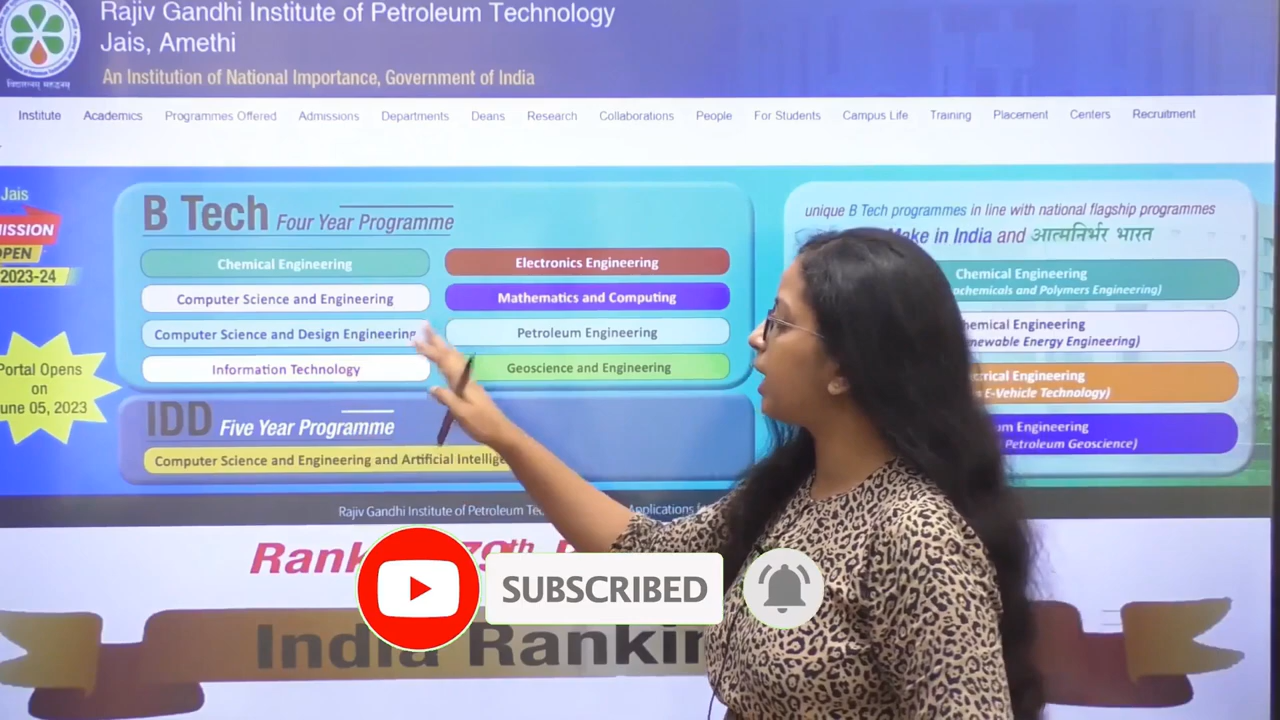 Rajiv Gandhi Institute of Petroleum Technology
Jais, Amethi
An Institution of National Importance, Government of India
Institute Academics Programmes Offered Admissions Departments Deans Research Collaborations People For Students Campus Life Training Placement Centers Recruitment
Jais
ISSION
OPEN
2023-24
Portal Opens
on
une 05, 2023
B Tech Four Year Programme
Chemical Engineering
Electronics Engineering
Computer Science and Engineering
Mathematics and Computing
Computer Science and Design Engineering
Petroleum Engineering
Information Technology
Geoscience and Engineering
IDD Five Year Programme
Computer Science and Engineering and Artificial Intellige
unique B Tech programmes in line with national flagship programmes
Make in India and आत्मनिर्भर भारत
Chemical Engineering
ochemicals and Polymers Engineering)
hemical Engineering
newable Energy Engineering)
trical Engineering
E-Vehicle Technology)
um Engineering
Petroleum Geoscience)
Rajiv Gandhi Institute of Petroleum Te Applications
Rank 79th
SUBSCRIBED
India Rankin